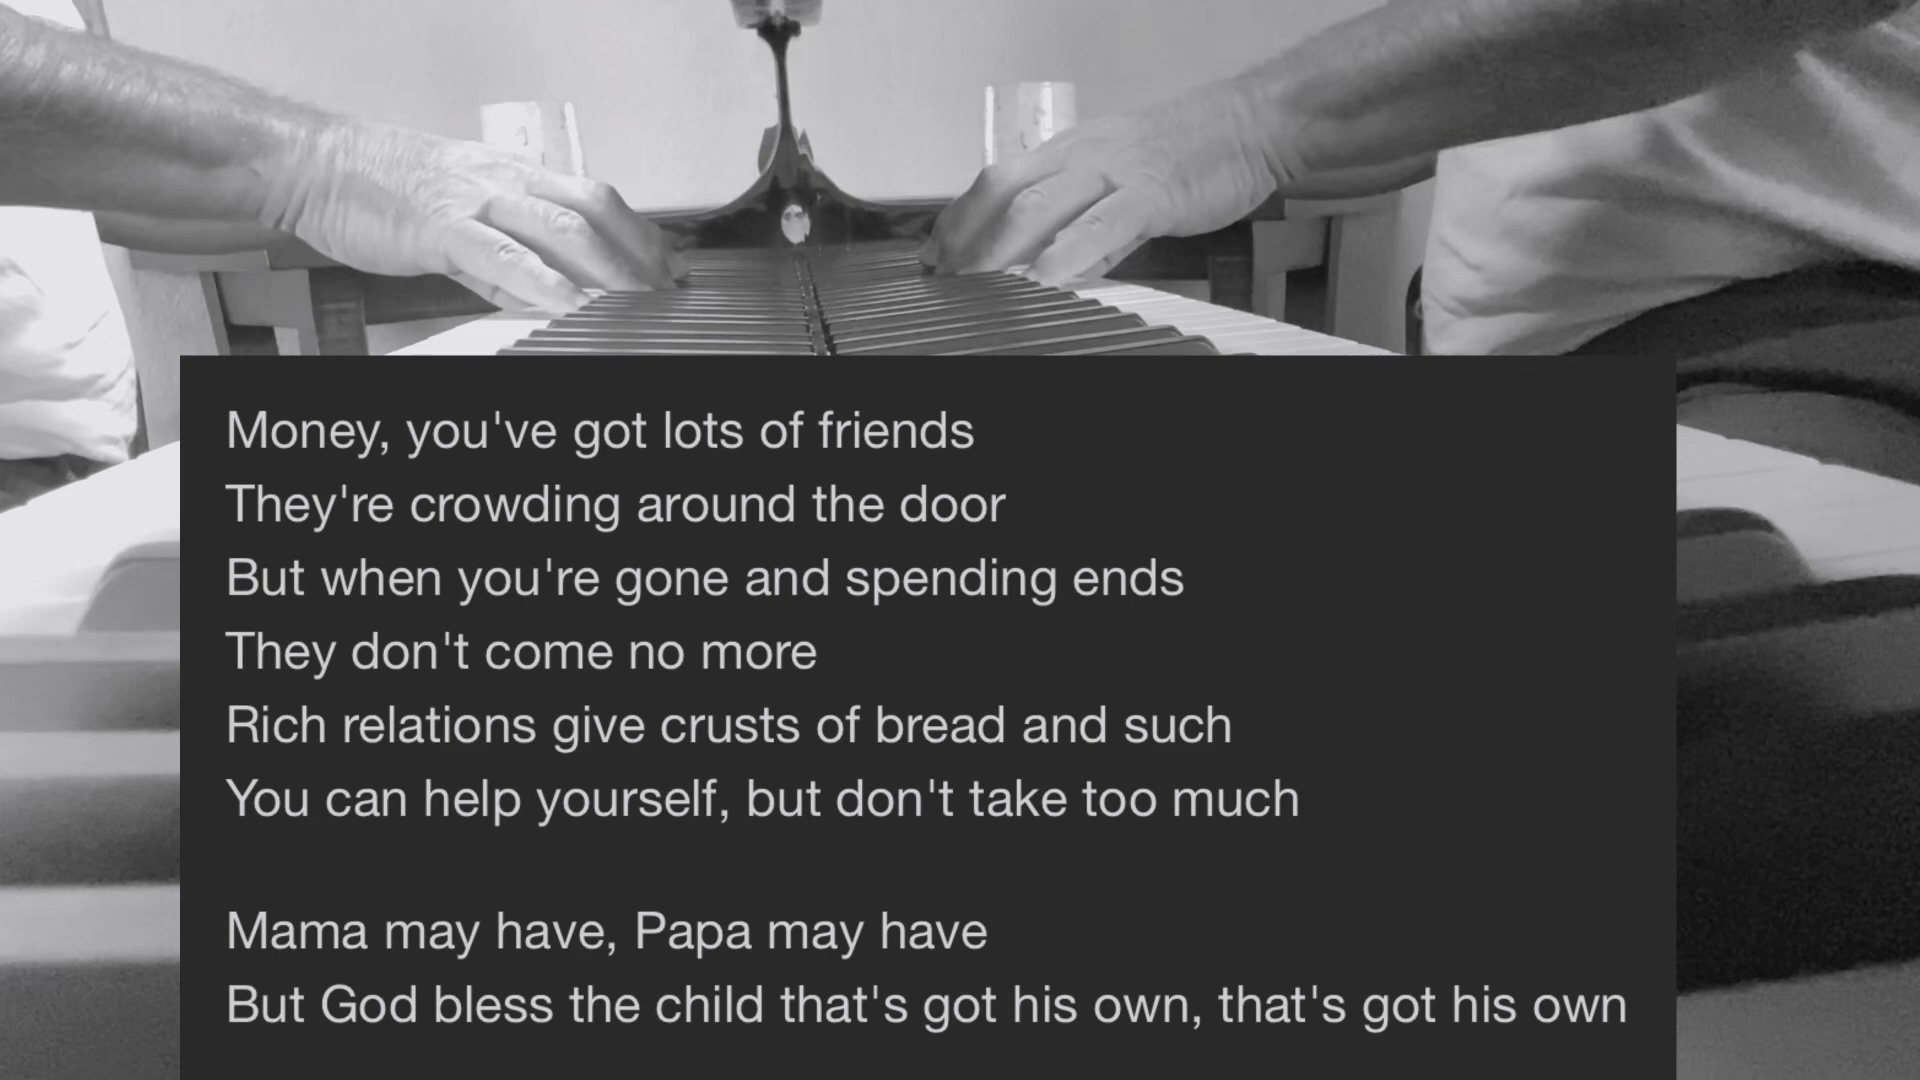 Money, you've got lots of friends
They're crowding around the door
But when you're gone and spending ends
They don't come no more
Rich relations give crusts of bread and such
You can help yourself, but don't take too much
Mama may have, Papa may have
But God bless the child that's got his own, that's got his own